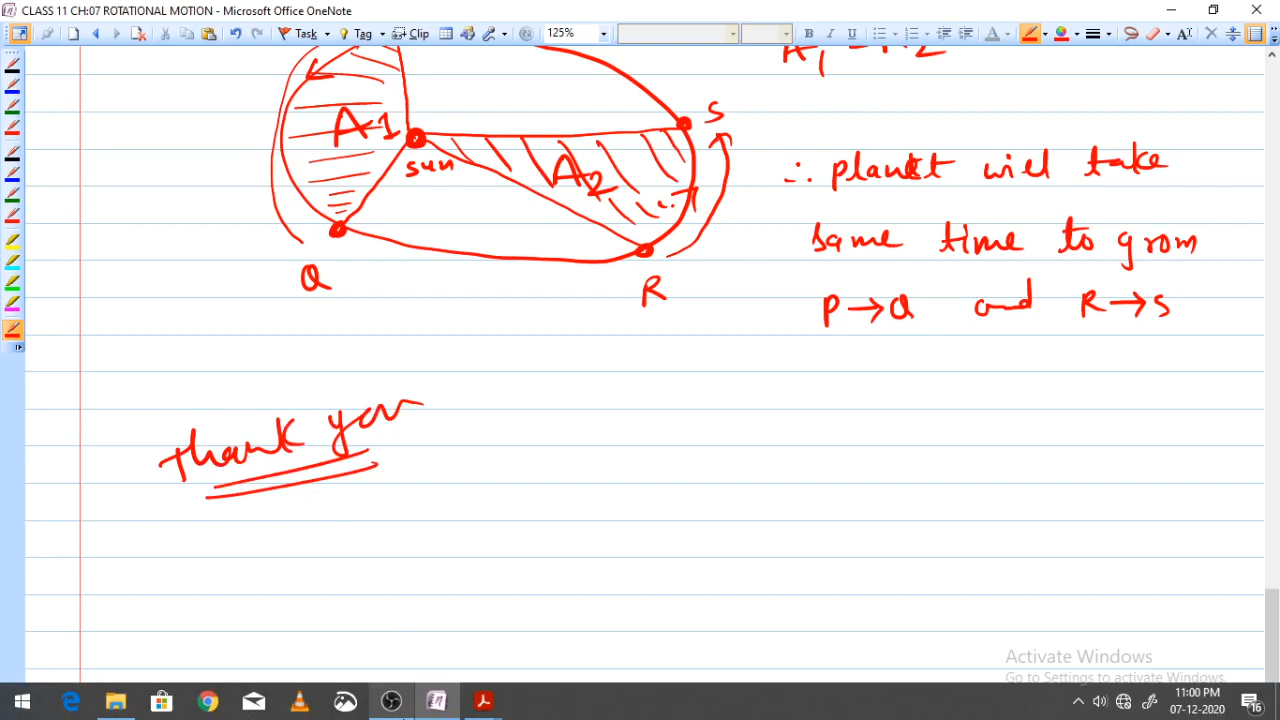 CLASS 11 CH:07 ROTATIONAL MOTION - Microsoft Office OneNote
Task Tag Clip 125% B I U
A1 = A2
A-1
sun
A2
S
Q
R
∴ planet will take
same time to grom
P→Q and R→S
Thank you
Activate Windows
Go to Settings to activate Windows.
11:00 PM
07-12-2020
16